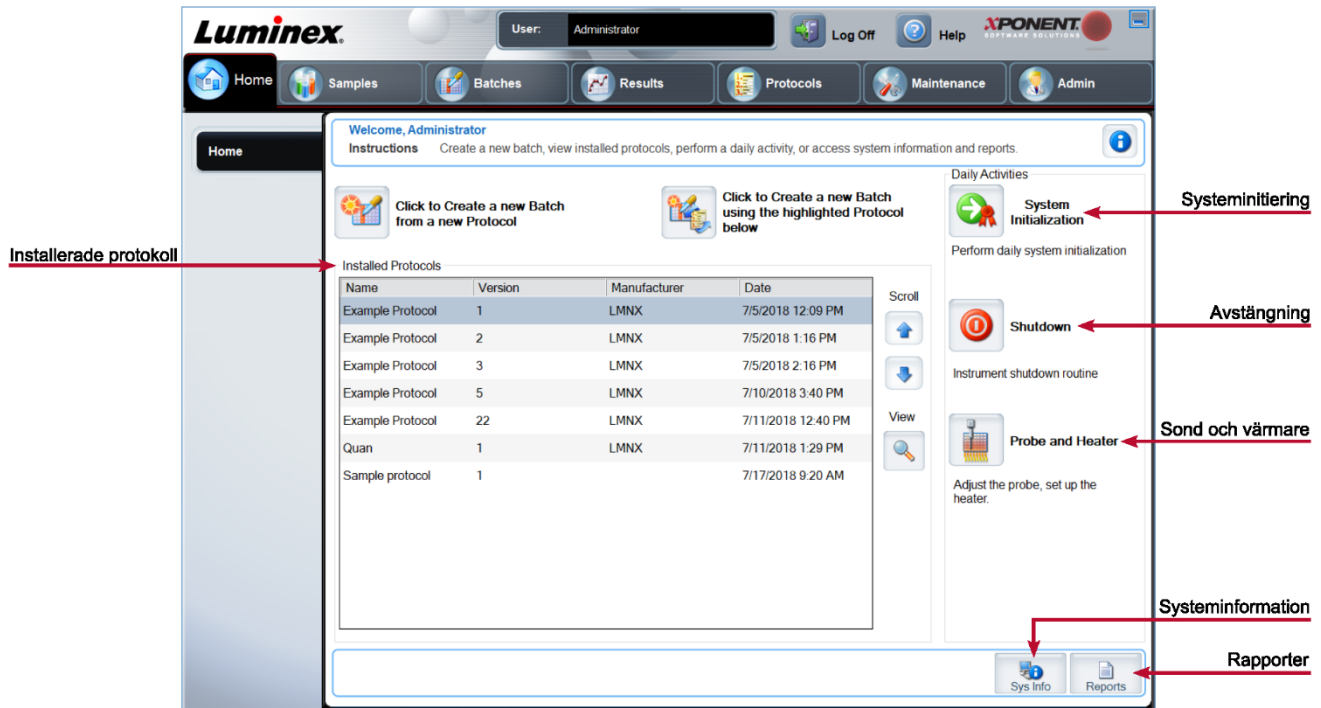 Luminex.
User: Administrator
Log Off
Help
XPONENT.
SOFTWARE SOLUTIONS
Home
Samples
Batches
Results
Protocols
Maintenance
Admin
Home
Welcome, Administrator
Instructions Create a new batch, view installed protocols, perform a daily activity, or access system information and reports.
Click to Create a new Batch
from a new Protocol
Click to Create a new Batch
using the highlighted Protocol
below
Installerade protokoll
Installed Protocols
Name Version Manufacturer Date
Example Protocol 1 LMNX 7/5/2018 12:09 PM
Example Protocol 2 LMNX 7/5/2018 1:16 PM
Example Protocol 3 LMNX 7/5/2018 2:16 PM
Example Protocol 5 LMNX 7/10/2018 3:40 PM
Example Protocol 22 LMNX 7/11/2018 12:40 PM
Quan 1 LMNX 7/11/2018 1:29 PM
Sample protocol 1 7/17/2018 9:20 AM
Scroll
View
Daily Activities
System
Initialization
Systeminitiering
Perform daily system initialization
Shutdown
Avstängning
Instrument shutdown routine
Probe and Heater
Sond och värmare
Adjust the probe, set up the
heater.
Systeminformation
Rapporter
Sys Info
Reports